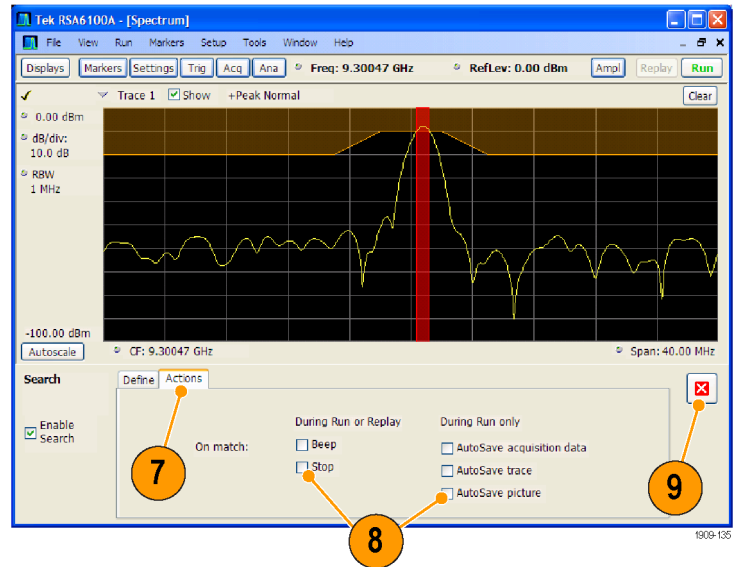 Tek RSA6100A - [Spectrum]
File View Run Markers Setup Tools Window Help
Displays Markers Settings Trig Acq Ana Freq: 9.30047 GHz RefLev: 0.00 dBm Ampl Replay Run
Trace 1 Show +Peak Normal Clear
0.00 dBm
dB/div:
10.0 dB
RBW
1 MHz
-100.00 dBm
Autoscale CF: 9.30047 GHz Span: 40.00 MHz
Search Define Actions
Enable
Search
During Run or Replay During Run only
On match: Beep AutoSave acquisition data
Stop AutoSave trace
AutoSave picture
7
8
9
1909-135